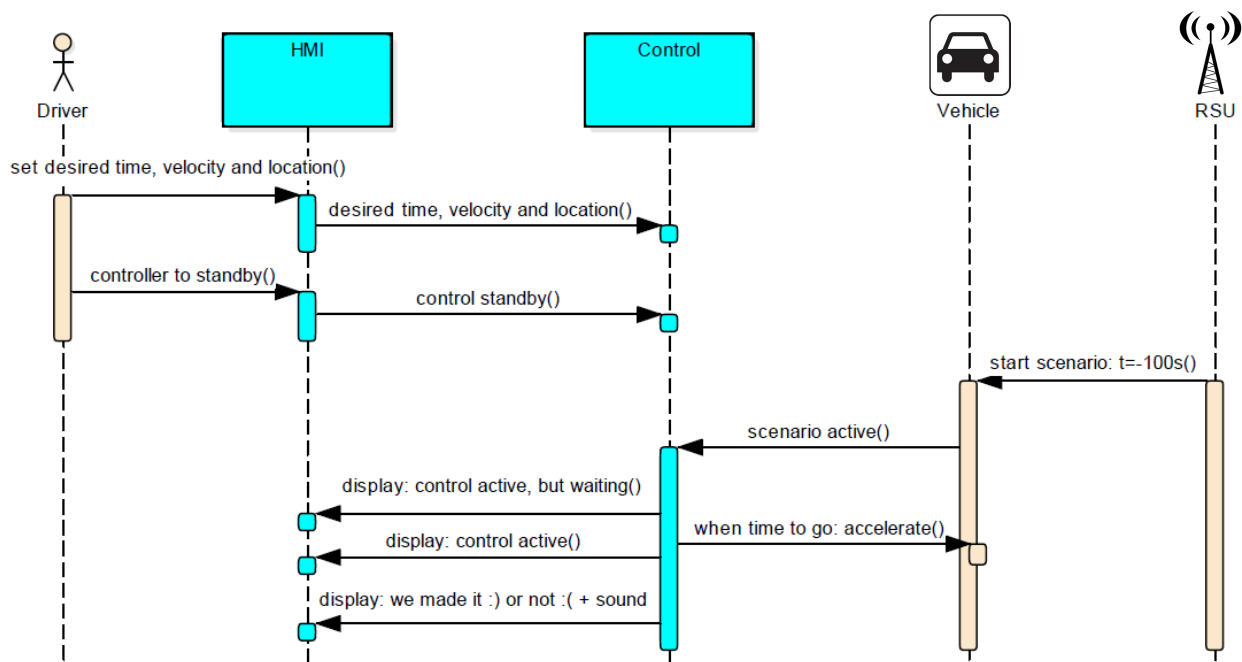 HMI
Control
Driver
Vehicle
RSU
set desired time, velocity and location()
desired time, velocity and location()
controller to standby()
control standby()
start scenario: t=-100s()
scenario active()
display: control active, but waiting()
when time to go: accelerate()
display: control active()
display: we made it :) or not :( + sound